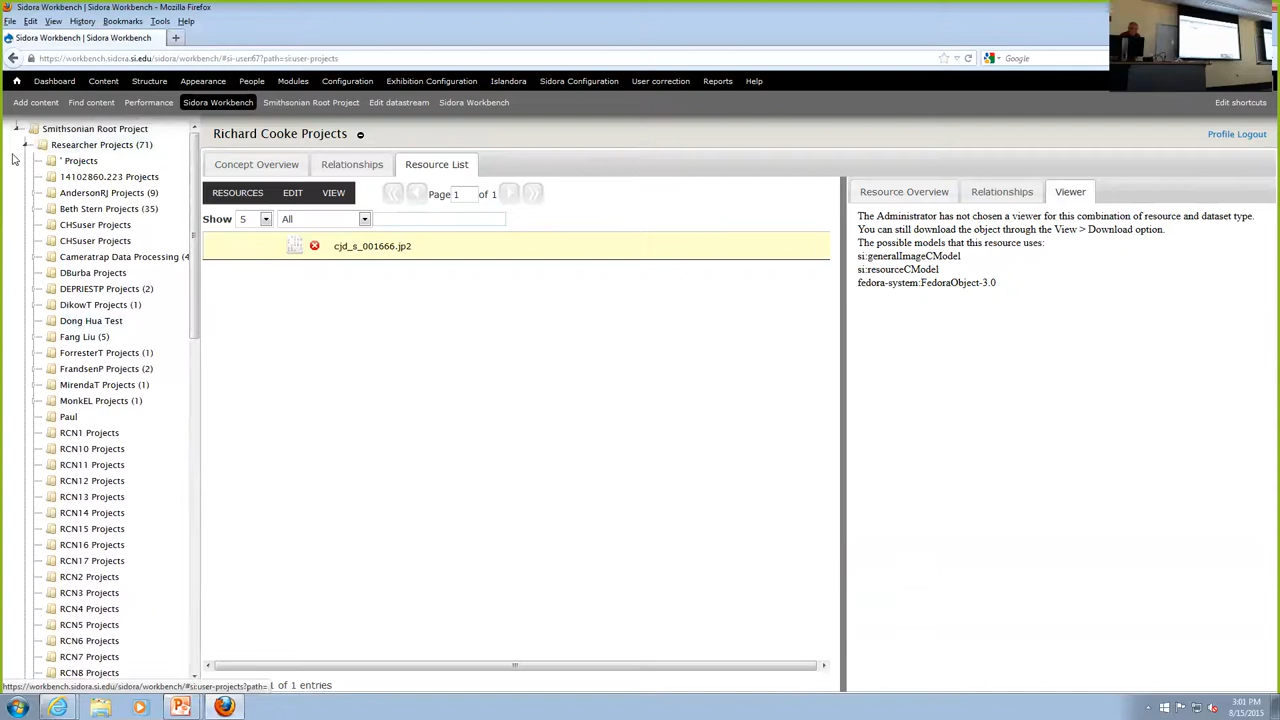 Sidora Workbench | Sidora Workbench - Mozilla Firefox
File Edit View History Bookmarks Tools Help
Sidora Workbench | Sidora Workbench +
https://workbench.sidora.si.edu/sidora/workbench/#si-user:67?path=si:user-projects
Google
Dashboard Content Structure Appearance People Modules Configuration Exhibition Configuration Islandora Sidora Configuration User correction Reports Help
Add content Find content Performance Sidora Workbench Smithsonian Root Project Edit datastream Sidora Workbench Edit shortcuts
Smithsonian Root Project
Researcher Projects (71)
' Projects
14102860.223 Projects
AndersonRJ Projects (9)
Beth Stern Projects (35)
CHSuser Projects
CHSuser Projects
Cameratrap Data Processing (4
DBurba Projects
DEPRIESTP Projects (2)
DikowT Projects (1)
Dong Hua Test
Fang Liu (5)
ForresterT Projects (1)
FrandsenP Projects (2)
MirendaT Projects (1)
MonkEL Projects (1)
Paul
RCN1 Projects
RCN10 Projects
RCN11 Projects
RCN12 Projects
RCN13 Projects
RCN14 Projects
RCN15 Projects
RCN16 Projects
RCN17 Projects
RCN2 Projects
RCN3 Projects
RCN4 Projects
RCN5 Projects
RCN6 Projects
RCN7 Projects
RCN8 Projects
https://workbench.sidora.si.edu/sidora/workbench/#si:user-projects?path=
Richard Cooke Projects
Profile Logout
Concept Overview Relationships Resource List
RESOURCES EDIT VIEW Page 1 of 1
Show 5 All
cjd_s_001666.jp2
1 of 1 entries
Resource Overview Relationships Viewer
The Administrator has not chosen a viewer for this combination of resource and dataset type.
You can still download the object through the View > Download option.
The possible models that this resource uses:
si:generalImageCModel
si:resourceCModel
fedora-system:FedoraObject-3.0
3:01 PM
8/15/2015